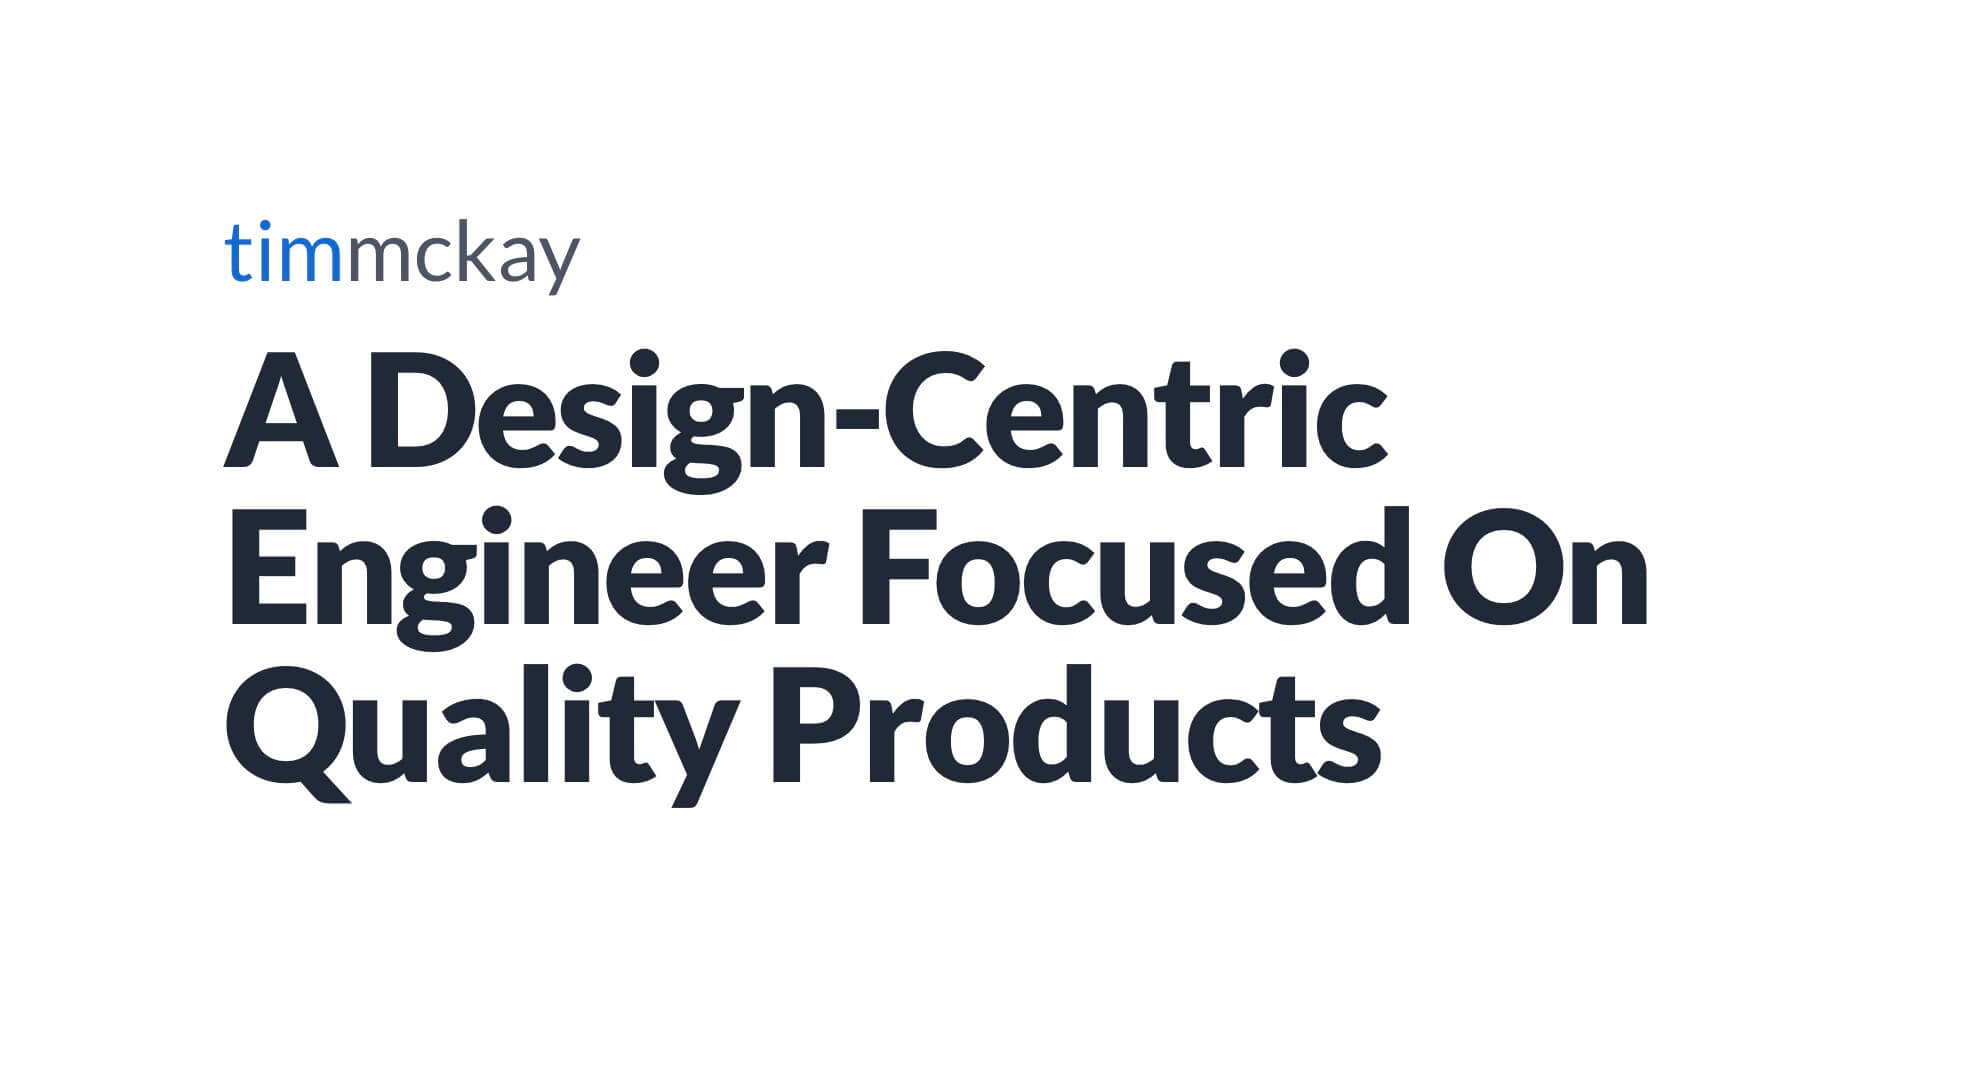 timmckay
A Design-Centric
Engineer Focused On
Quality Products